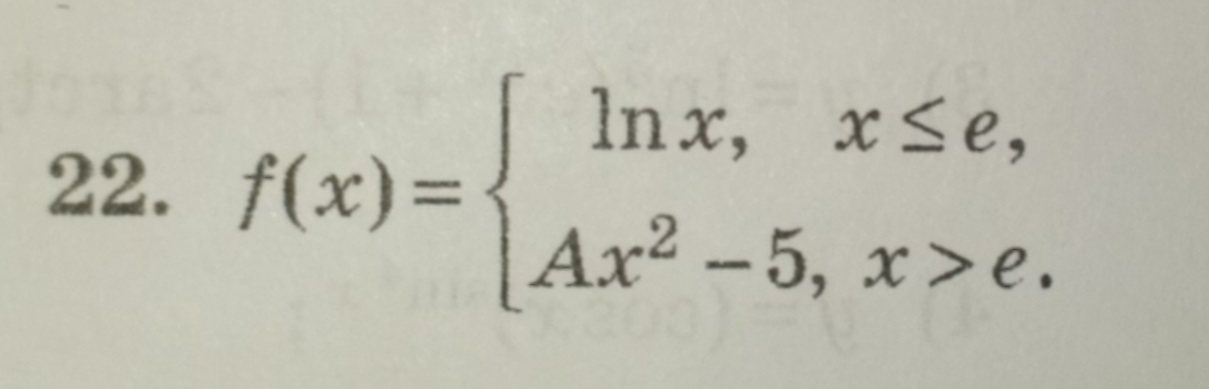 22. f(x) = { ln x, x ≤ e,
Ax² – 5, x > e.